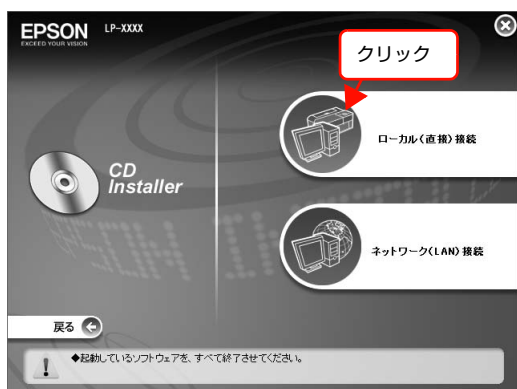 EPSON LP-XXXX
EXCEED YOUR VISION
クリック
ローカル(直接)接続
CD
Installer
ネットワーク(LAN)接続
戻る
◆起動しているソフトウェアを、すべて終了させてください。